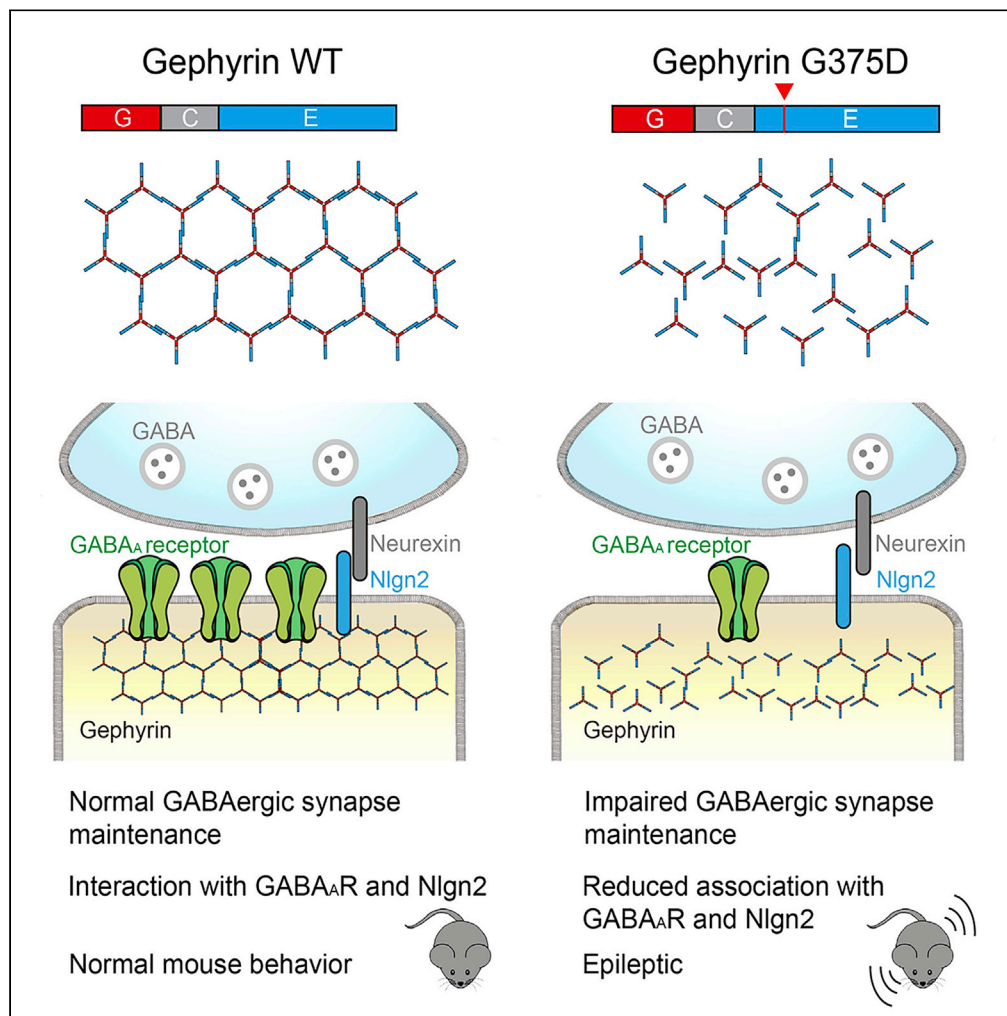 Gephyrin WT
G C E
GABA
GABAA receptor
Neurexin
Nlgn2
Gephyrin
Normal GABAergic synapse
maintenance
Interaction with GABAAR and Nlgn2
Normal mouse behavior
Gephyrin G375D
G C E
GABA
GABAA receptor
Neurexin
Nlgn2
Gephyrin
Impaired GABAergic synapse
maintenance
Reduced association with
GABAAR and Nlgn2
Epileptic